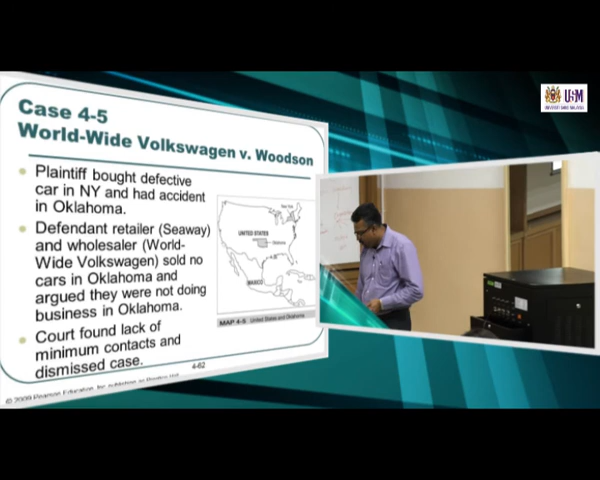 Case 4-5
World-Wide Volkswagen v. Woodson
Plaintiff bought defective
car in NY and had accident
in Oklahoma.
Defendant retailer (Seaway)
and wholesaler (World-
Wide Volkswagen) sold no
cars in Oklahoma and
argued they were not doing
business in Oklahoma.
Court found lack of
minimum contacts and
dismissed case.
New York
UNITED STATES
Oklahoma
MEXICO
MAP 4-5 United States and Oklahoma
4-62
© 2009 Pearson Education, Inc. publishing as Prentice Hall
USM
UNIVERSITI SAINS MALAYSIA